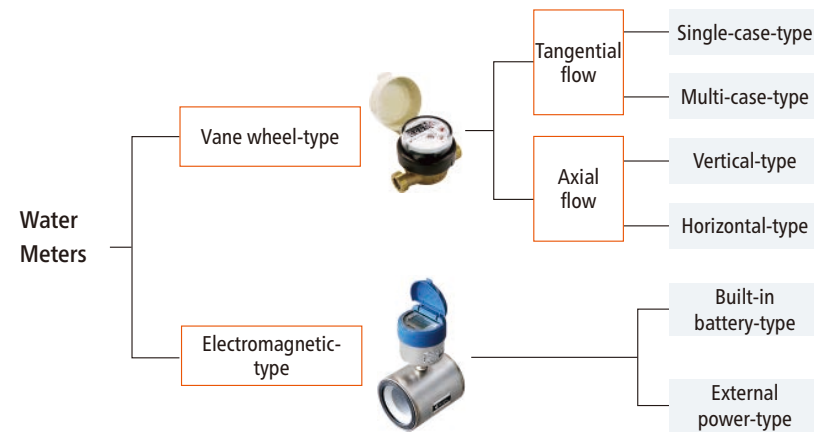 Water
Meters
Vane wheel-type
Tangential
flow
Single-case-type
Multi-case-type
Axial
flow
Vertical-type
Horizontal-type
Electromagnetic-
type
Built-in
battery-type
External
power-type